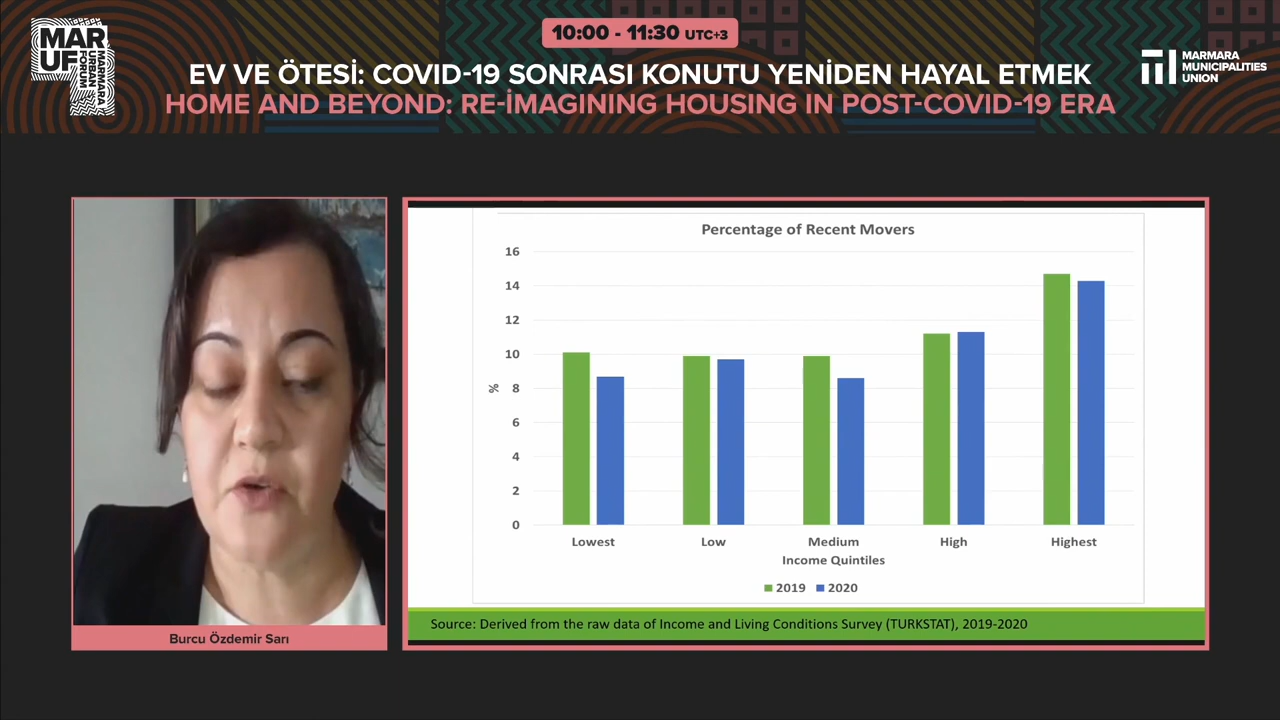 MAR
UF
MARMARA
URBAN
FORUM
10:00 - 11:30 UTC+3
EV VE ÖTESİ: COVID-19 SONRASI KONUTU YENİDEN HAYAL ETMEK
HOME AND BEYOND: RE-İMAGINING HOUSING IN POST-COVID-19 ERA
MARMARA
MUNICIPALITIES
UNION
Percentage of Recent Movers
16
14
12
10
8
6
4
2
0
%
Lowest Low Medium High Highest
Income Quintiles
2019 2020
Source: Derived from the raw data of Income and Living Conditions Survey (TURKSTAT), 2019-2020
Burcu Özdemir Sarı